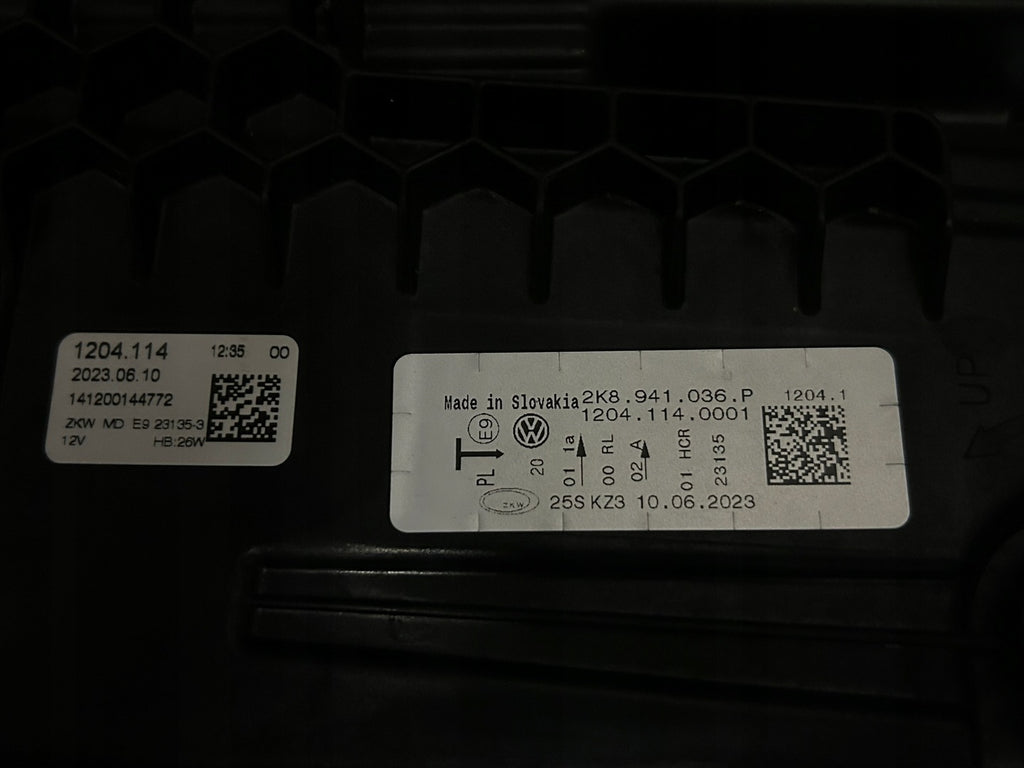 1204.114 12:35 00
2023.06.10
141200144772
ZKW MD E9 23135-3
12V HB:26W
Made in Slovakia 2K8.941.036.P 1204.1
1204.114.0001
E9
PL
20
01 1a
00 RL
02 A
01 HCR
23135
ZKW
25S KZ3 10.06.2023
UP